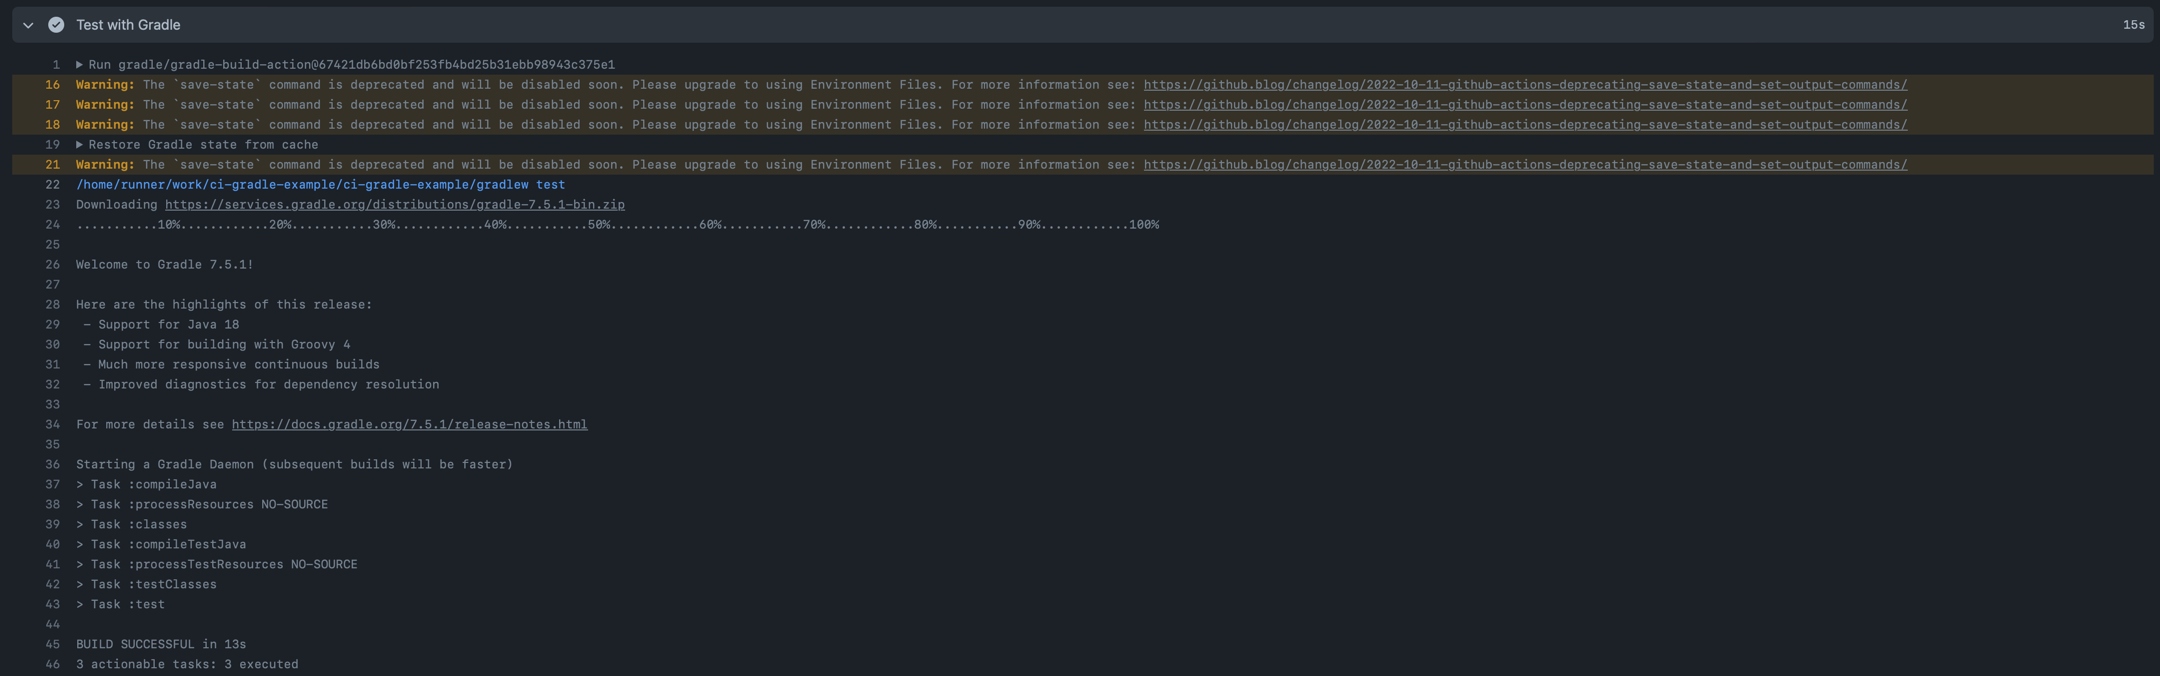 Test with Gradle 15s
1 Run gradle/gradle-build-action@67421db6bd0bf253fb4bd25b31ebb98943c375e1
16 Warning: The `save-state` command is deprecated and will be disabled soon. Please upgrade to using Environment Files. For more information see: https://github.blog/changelog/2022-10-11-github-actions-deprecating-save-state-and-set-output-commands/
17 Warning: The `save-state` command is deprecated and will be disabled soon. Please upgrade to using Environment Files. For more information see: https://github.blog/changelog/2022-10-11-github-actions-deprecating-save-state-and-set-output-commands/
18 Warning: The `save-state` command is deprecated and will be disabled soon. Please upgrade to using Environment Files. For more information see: https://github.blog/changelog/2022-10-11-github-actions-deprecating-save-state-and-set-output-commands/
19 Restore Gradle state from cache
21 Warning: The `save-state` command is deprecated and will be disabled soon. Please upgrade to using Environment Files. For more information see: https://github.blog/changelog/2022-10-11-github-actions-deprecating-save-state-and-set-output-commands/
22 /home/runner/work/ci-gradle-example/ci-gradle-example/gradlew test
23 Downloading https://services.gradle.org/distributions/gradle-7.5.1-bin.zip
24 ...........10%............20%...........30%............40%...........50%............60%...........70%............80%...........90%............100%
25
26 Welcome to Gradle 7.5.1!
27
28 Here are the highlights of this release:
29 - Support for Java 18
30 - Support for building with Groovy 4
31 - Much more responsive continuous builds
32 - Improved diagnostics for dependency resolution
33
34 For more details see https://docs.gradle.org/7.5.1/release-notes.html
35
36 Starting a Gradle Daemon (subsequent builds will be faster)
37 > Task :compileJava
38 > Task :processResources NO-SOURCE
39 > Task :classes
40 > Task :compileTestJava
41 > Task :processTestResources NO-SOURCE
42 > Task :testClasses
43 > Task :test
44
45 BUILD SUCCESSFUL in 13s
46 3 actionable tasks: 3 executed